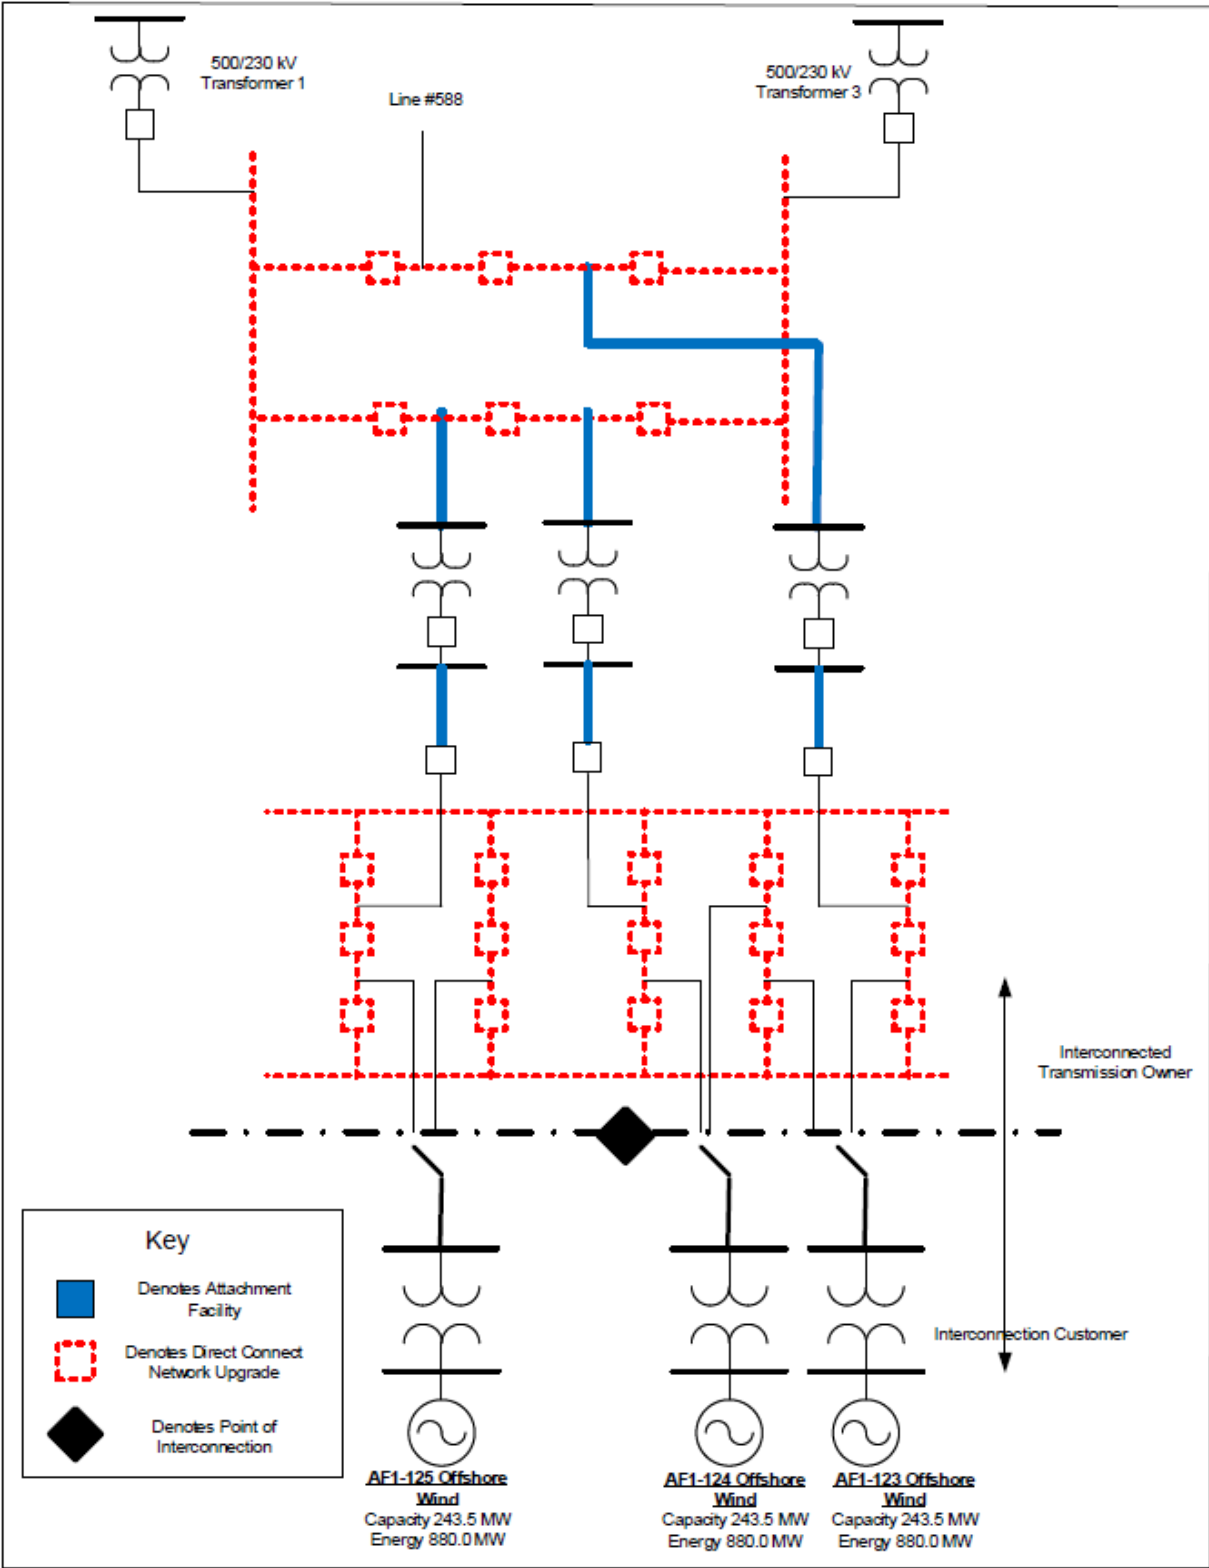 500/230 kV
Transformer 1
Line #588
500/230 kV
Transformer 3
Interconnected
Transmission Owner
Interconnection Customer
Key
Denotes Attachment
Facility
Denotes Direct Connect
Network Upgrade
Denotes Point of
Interconnection
AF1-125 Offshore
Wind
Capacity 243.5 MW
Energy 880.0 MW
AF1-124 Offshore
Wind
Capacity 243.5 MW
Energy 880.0 MW
AF1-123 Offshore
Wind
Capacity 243.5 MW
Energy 880.0 MW